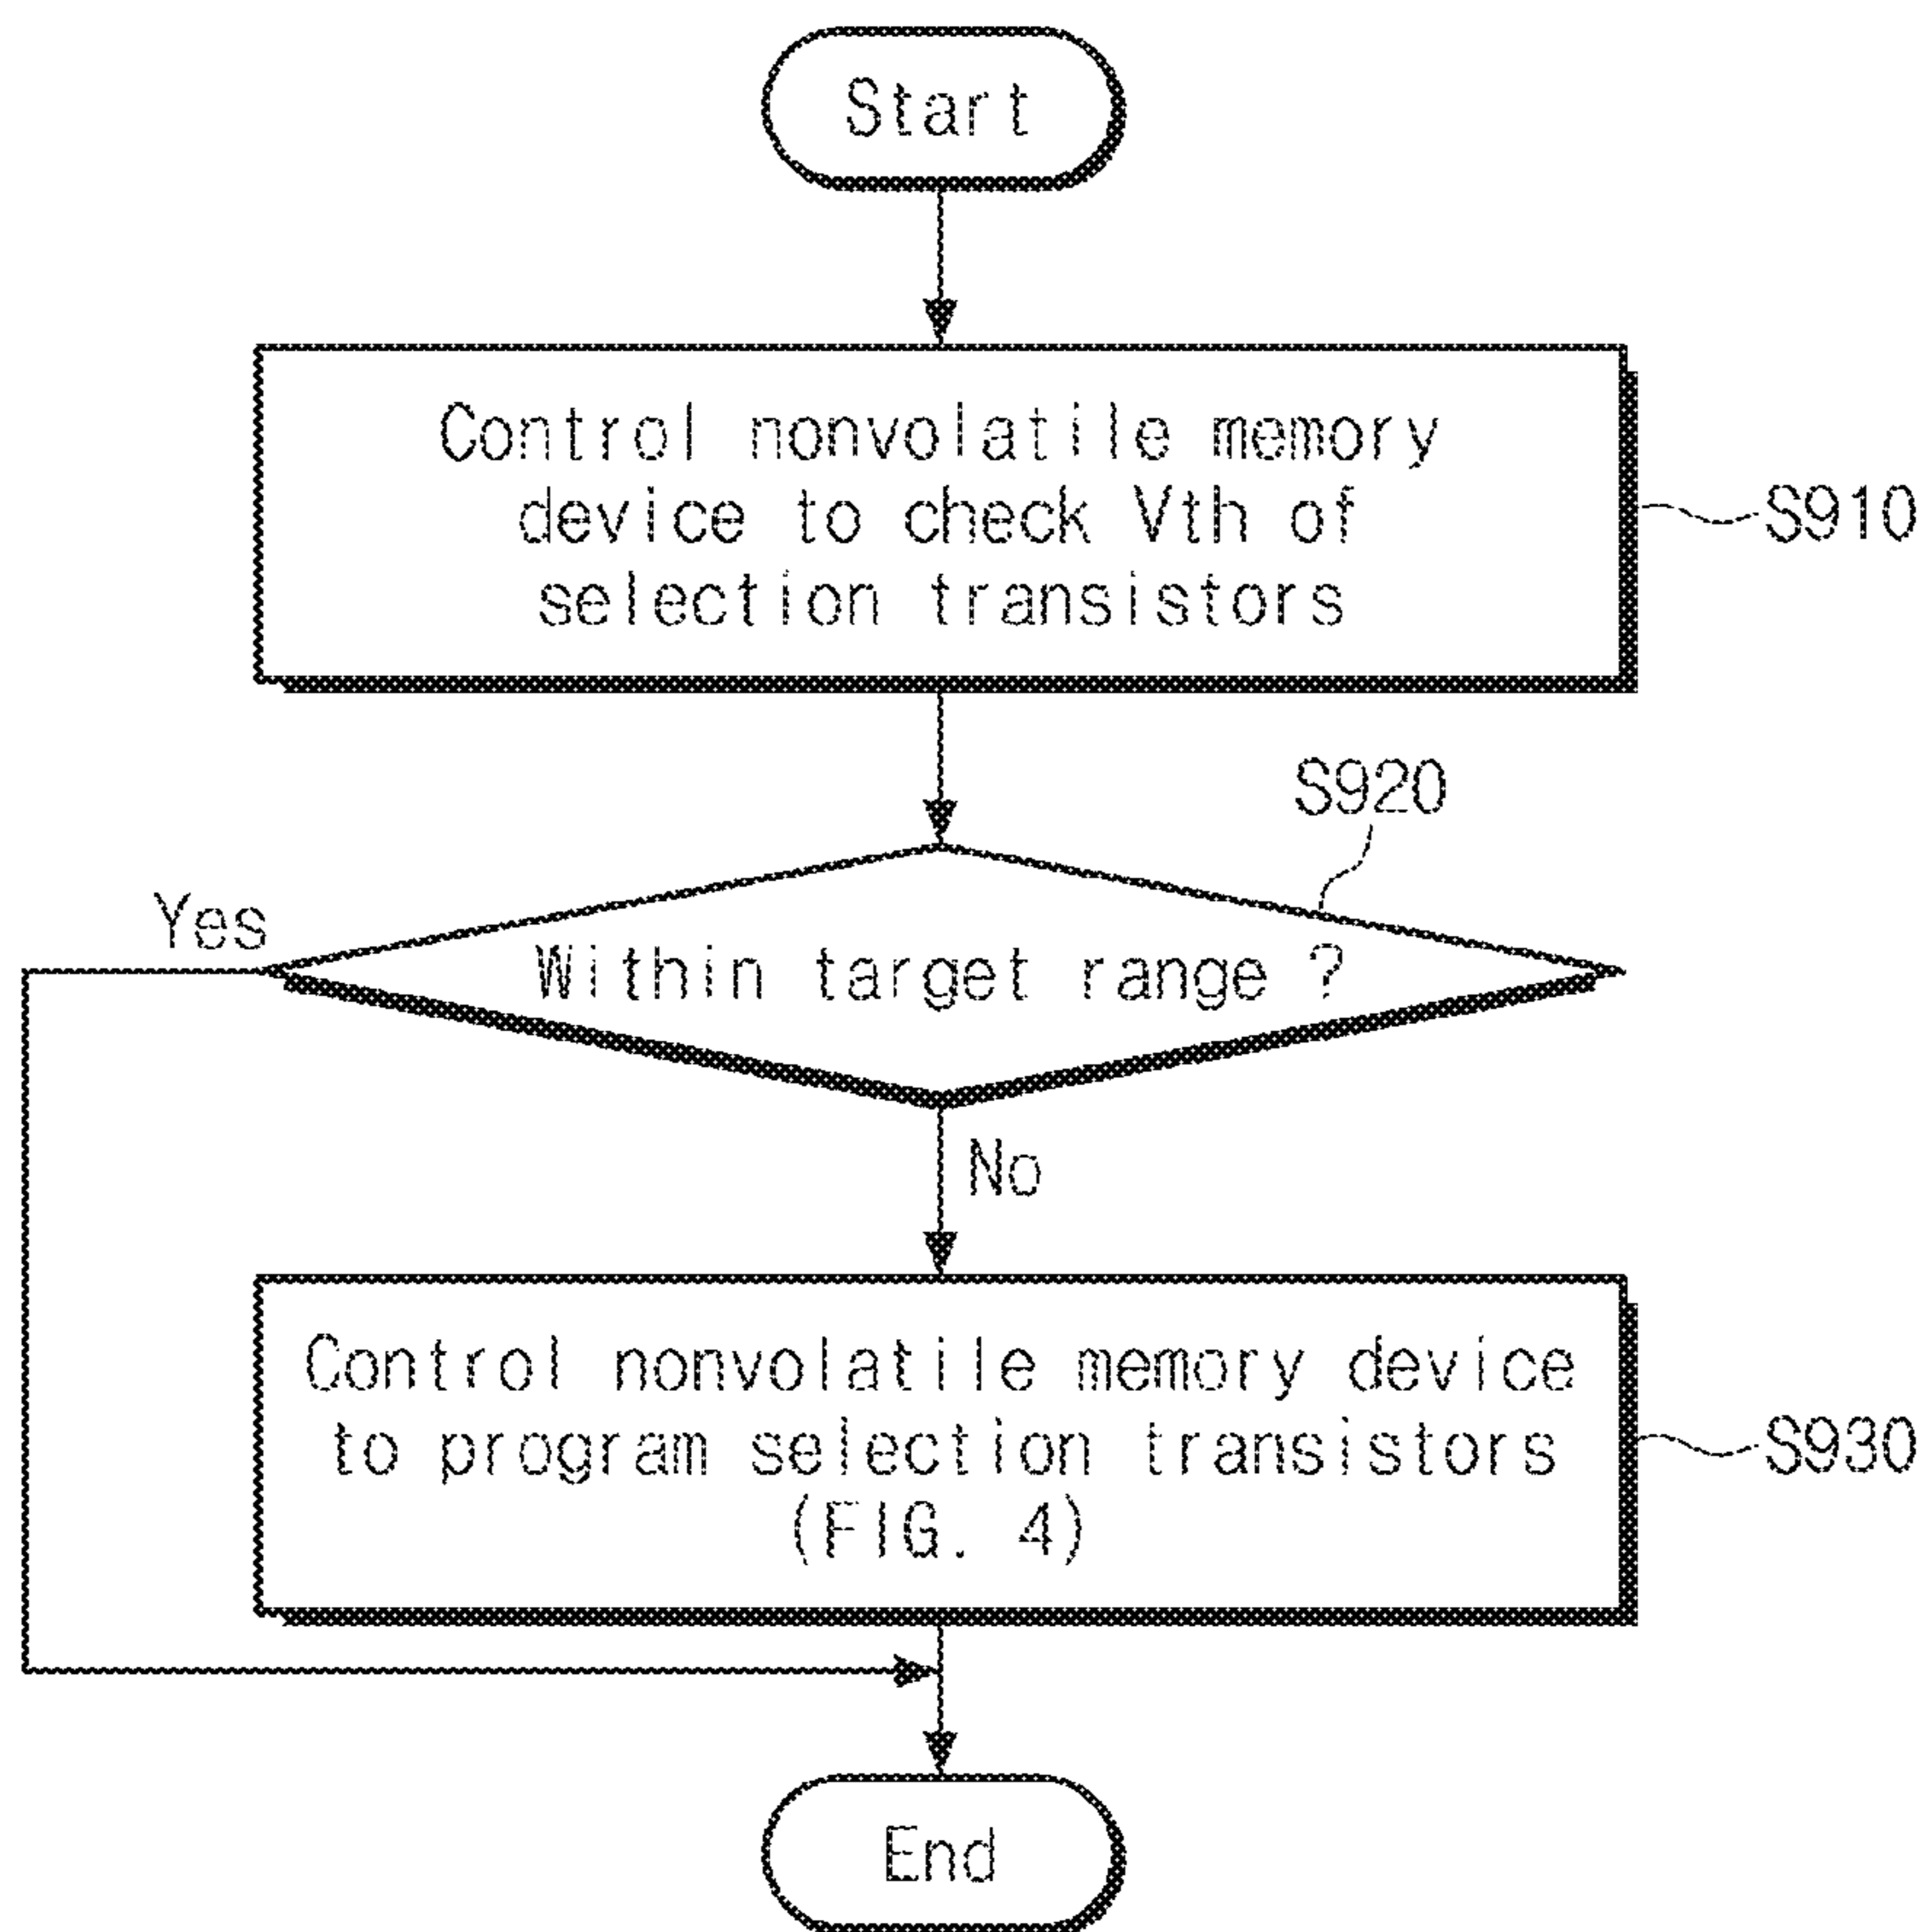 Start
Control nonvolatile memory
device to check Vth of
selection transistors
S910
S920
Yes
Within target range ?
No
Control nonvolatile memory device
to program selection transistors
(FIG. 4)
S930
End